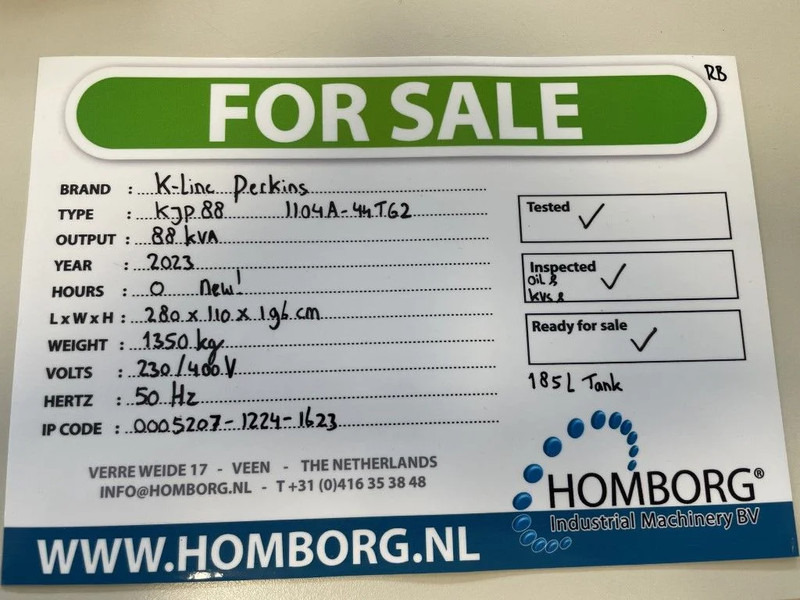 RB
FOR SALE
BRAND : K-Line Perkins
TYPE : KJP 88 1104A-44TG2
OUTPUT : 88 kVA
YEAR : 2023
HOURS : 0 new!
L x W x H : 280 x 110 x 196 cm
WEIGHT : 1350 kg
VOLTS : 230/400 V
HERTZ : 50 Hz
IP CODE : 0005207-1224-1623
Tested ✓
Inspected ✓
Oil &
Ready for sale ✓
185L Tank
VERRE WEIDE 17 - VEEN - THE NETHERLANDS
INFO@HOMBORG.NL - T +31 (0)416 35 38 48
HOMBORG®
Industrial Machinery BV
WWW.HOMBORG.NL